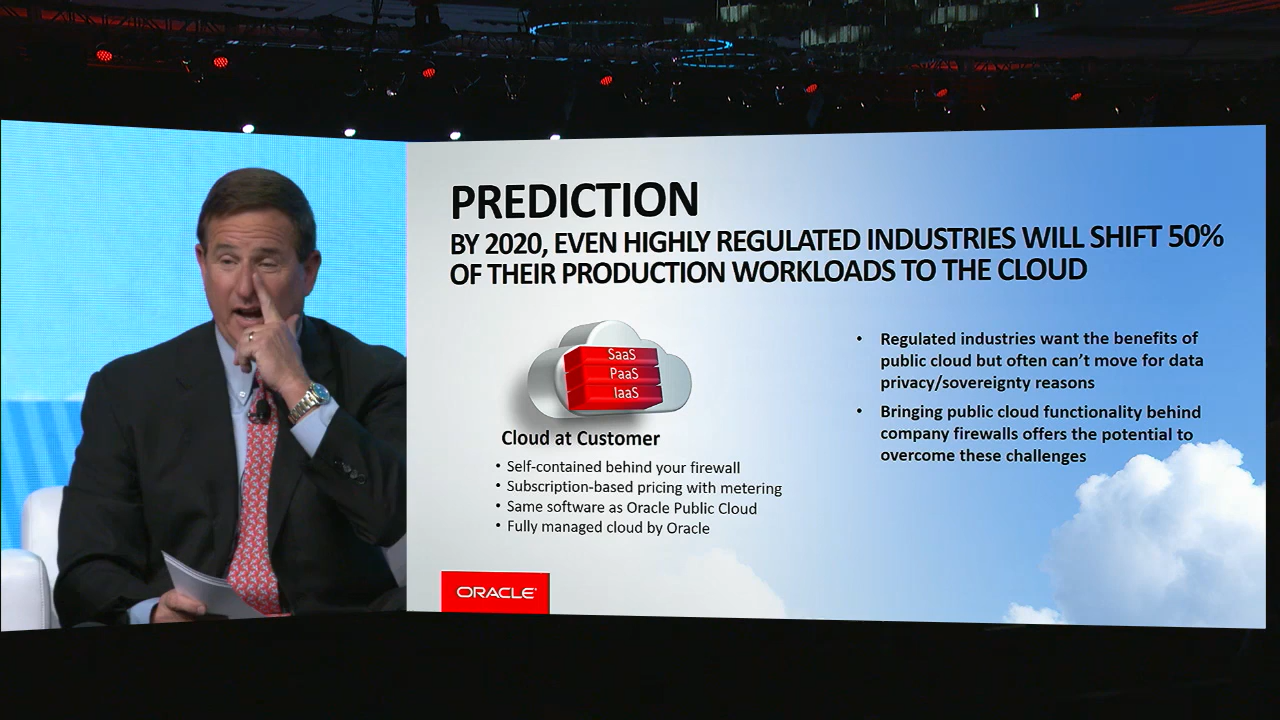 PREDICTION
BY 2020, EVEN HIGHLY REGULATED INDUSTRIES WILL SHIFT 50%
OF THEIR PRODUCTION WORKLOADS TO THE CLOUD
SaaS
PaaS
IaaS
Cloud at Customer
• Self-contained behind your firewall
• Subscription-based pricing with metering
• Same software as Oracle Public Cloud
• Fully managed cloud by Oracle
• Regulated industries want the benefits of
public cloud but often can't move for data
privacy/sovereignty reasons
• Bringing public cloud functionality behind
company firewalls offers the potential to
overcome these challenges
ORACLE